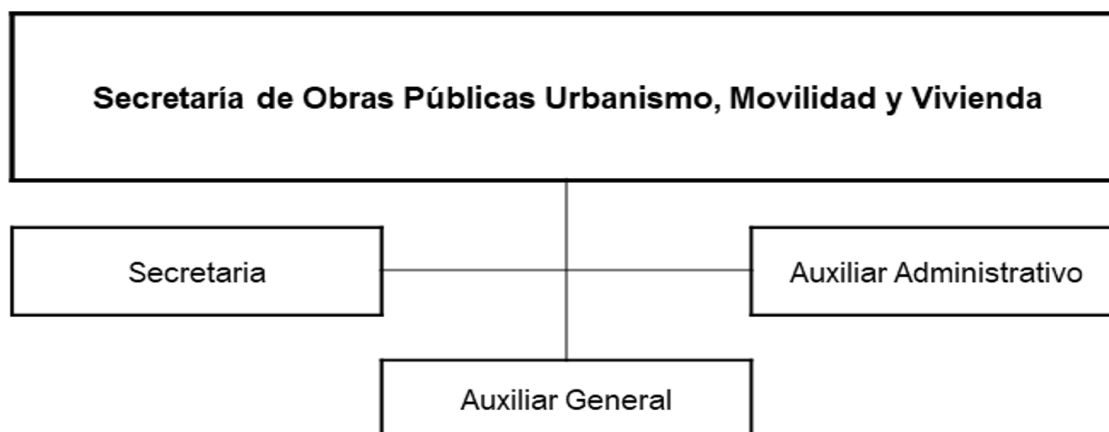 Secretaría de Obras Públicas Urbanismo, Movilidad y Vivienda
Secretaria
Auxiliar Administrativo
Auxiliar General